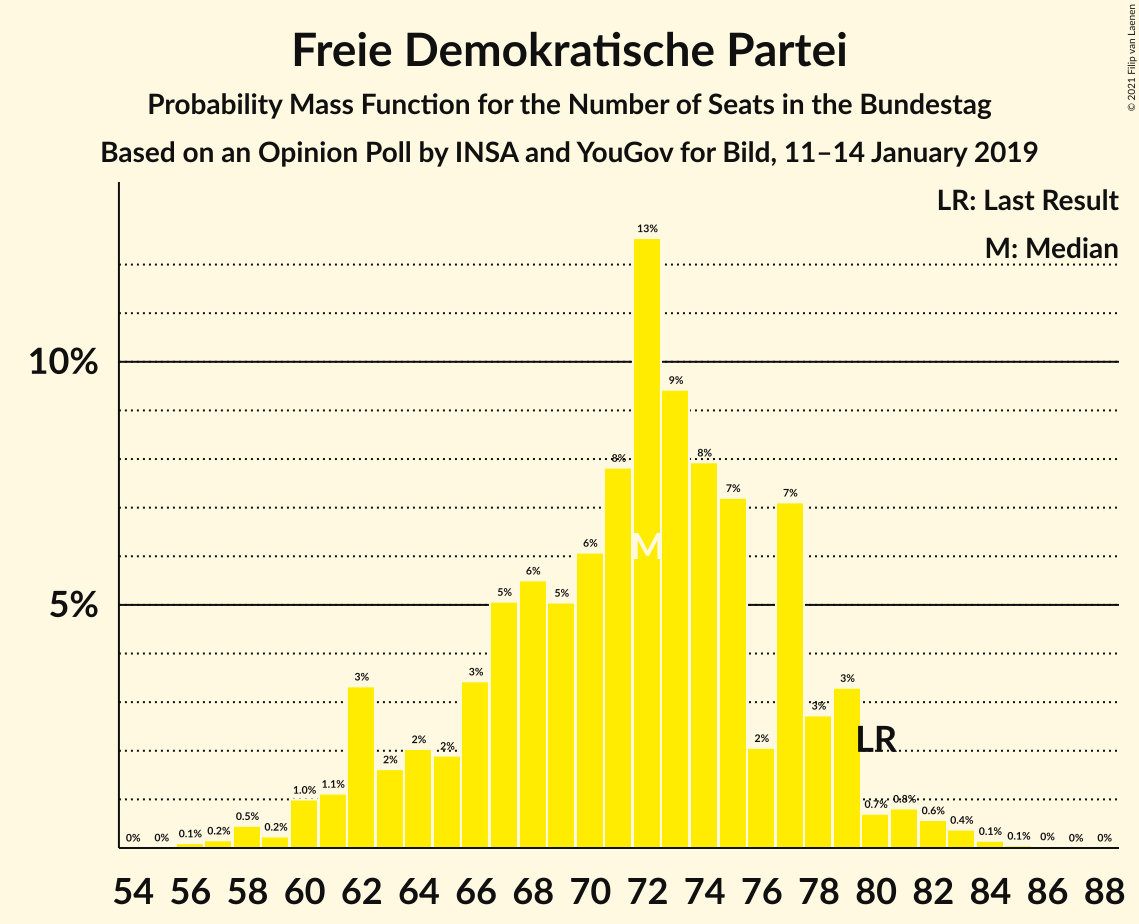 Freie Demokratische Partei
Probability Mass Function for the Number of Seats in the Bundestag
Based on an Opinion Poll by INSA and YouGov for Bild, 11–14 January 2019
© 2021 Filip van Laenen
LR: Last Result
M: Median
10%
5%
0% 0% 0.1% 0.2% 0.5% 0.2% 1.0% 1.1% 3% 2% 2% 2% 3% 5% 6% 5% 6% 8% 13% 9% 8% 7% 2% 7% 3% 3% 0.7% 0.8% 0.6% 0.4% 0.1% 0.1% 0% 0% 0%
M
LR
54 56 58 60 62 64 66 68 70 72 74 76 78 80 82 84 86 88